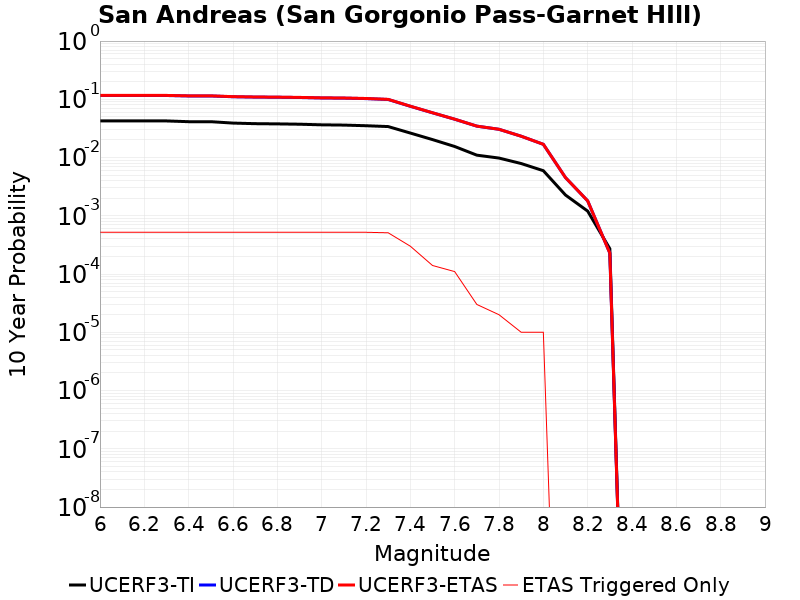 San Andreas (San Gorgonio Pass-Garnet HIll)
10 Year Probability
10^0
10^-1
10^-2
10^-3
10^-4
10^-5
10^-6
10^-7
10^-8
6 6.2 6.4 6.6 6.8 7 7.2 7.4 7.6 7.8 8 8.2 8.4 8.6 8.8 9
Magnitude
UCERF3-TI UCERF3-TD UCERF3-ETAS ETAS Triggered Only